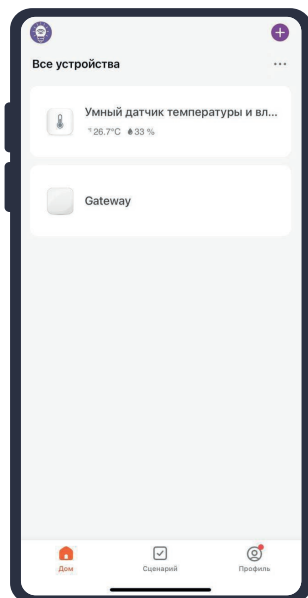 Все устройства
Умный датчик температуры и вл...
26.7°C 33 %
Gateway
Дом
Сценарий
Профиль